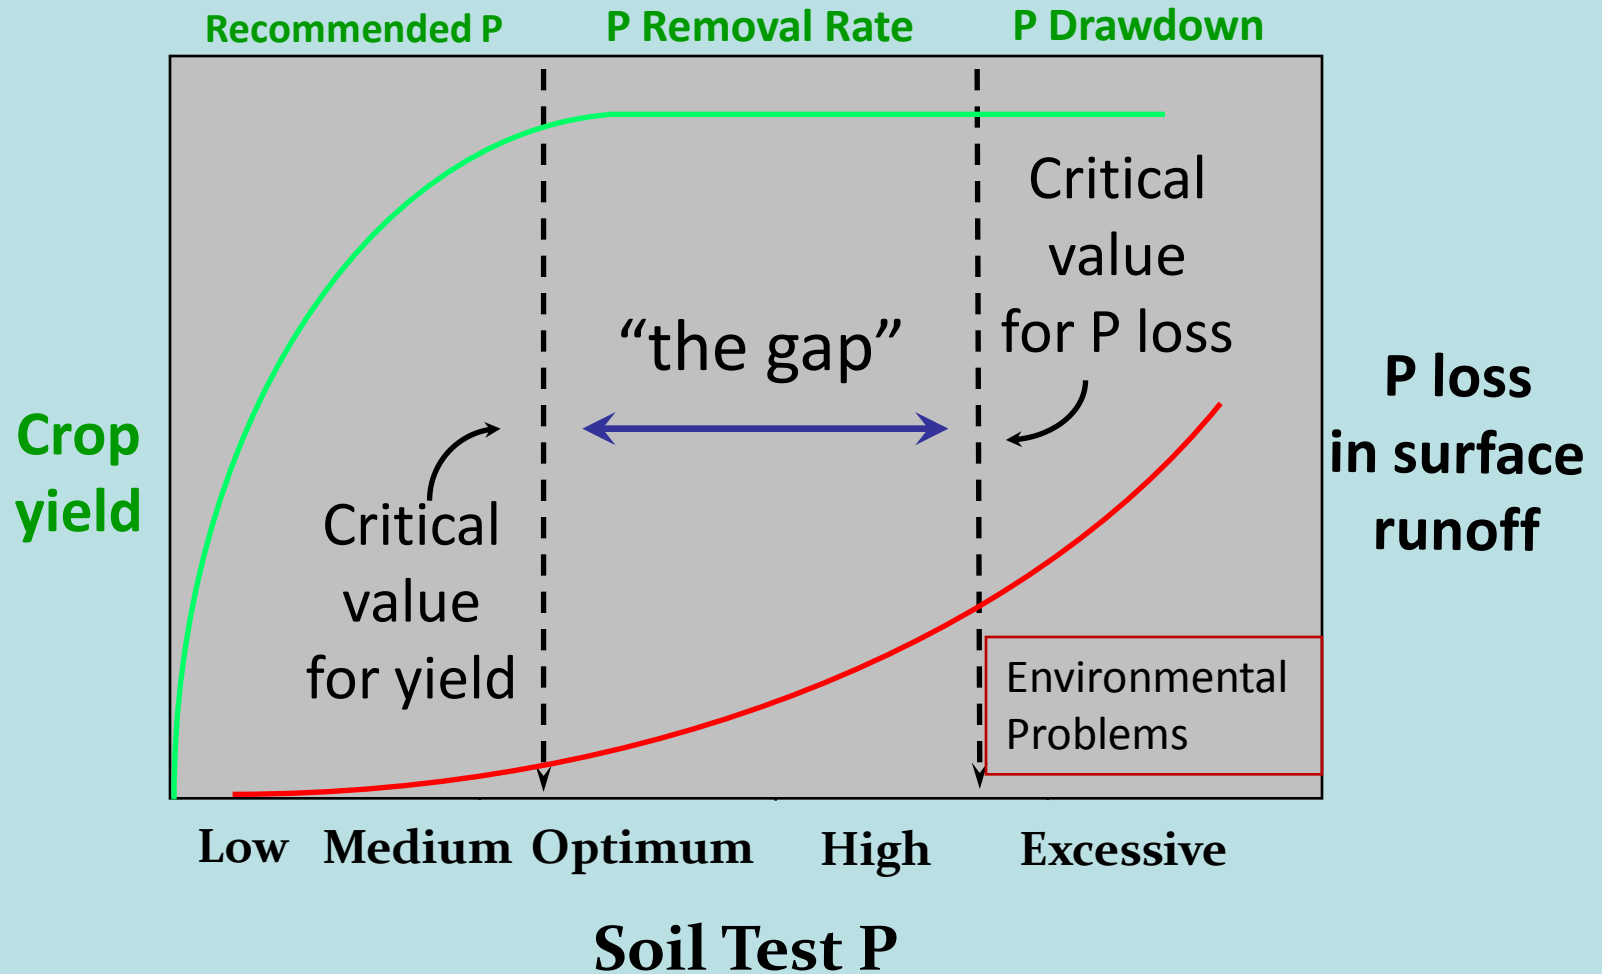 Recommended P
P Removal Rate
P Drawdown
Critical
value
for P loss
“the gap”
Crop
yield
P loss
in surface
runoff
Critical
value
for yield
Environmental
Problems
Low
Medium
Optimum
High
Excessive
Soil Test P